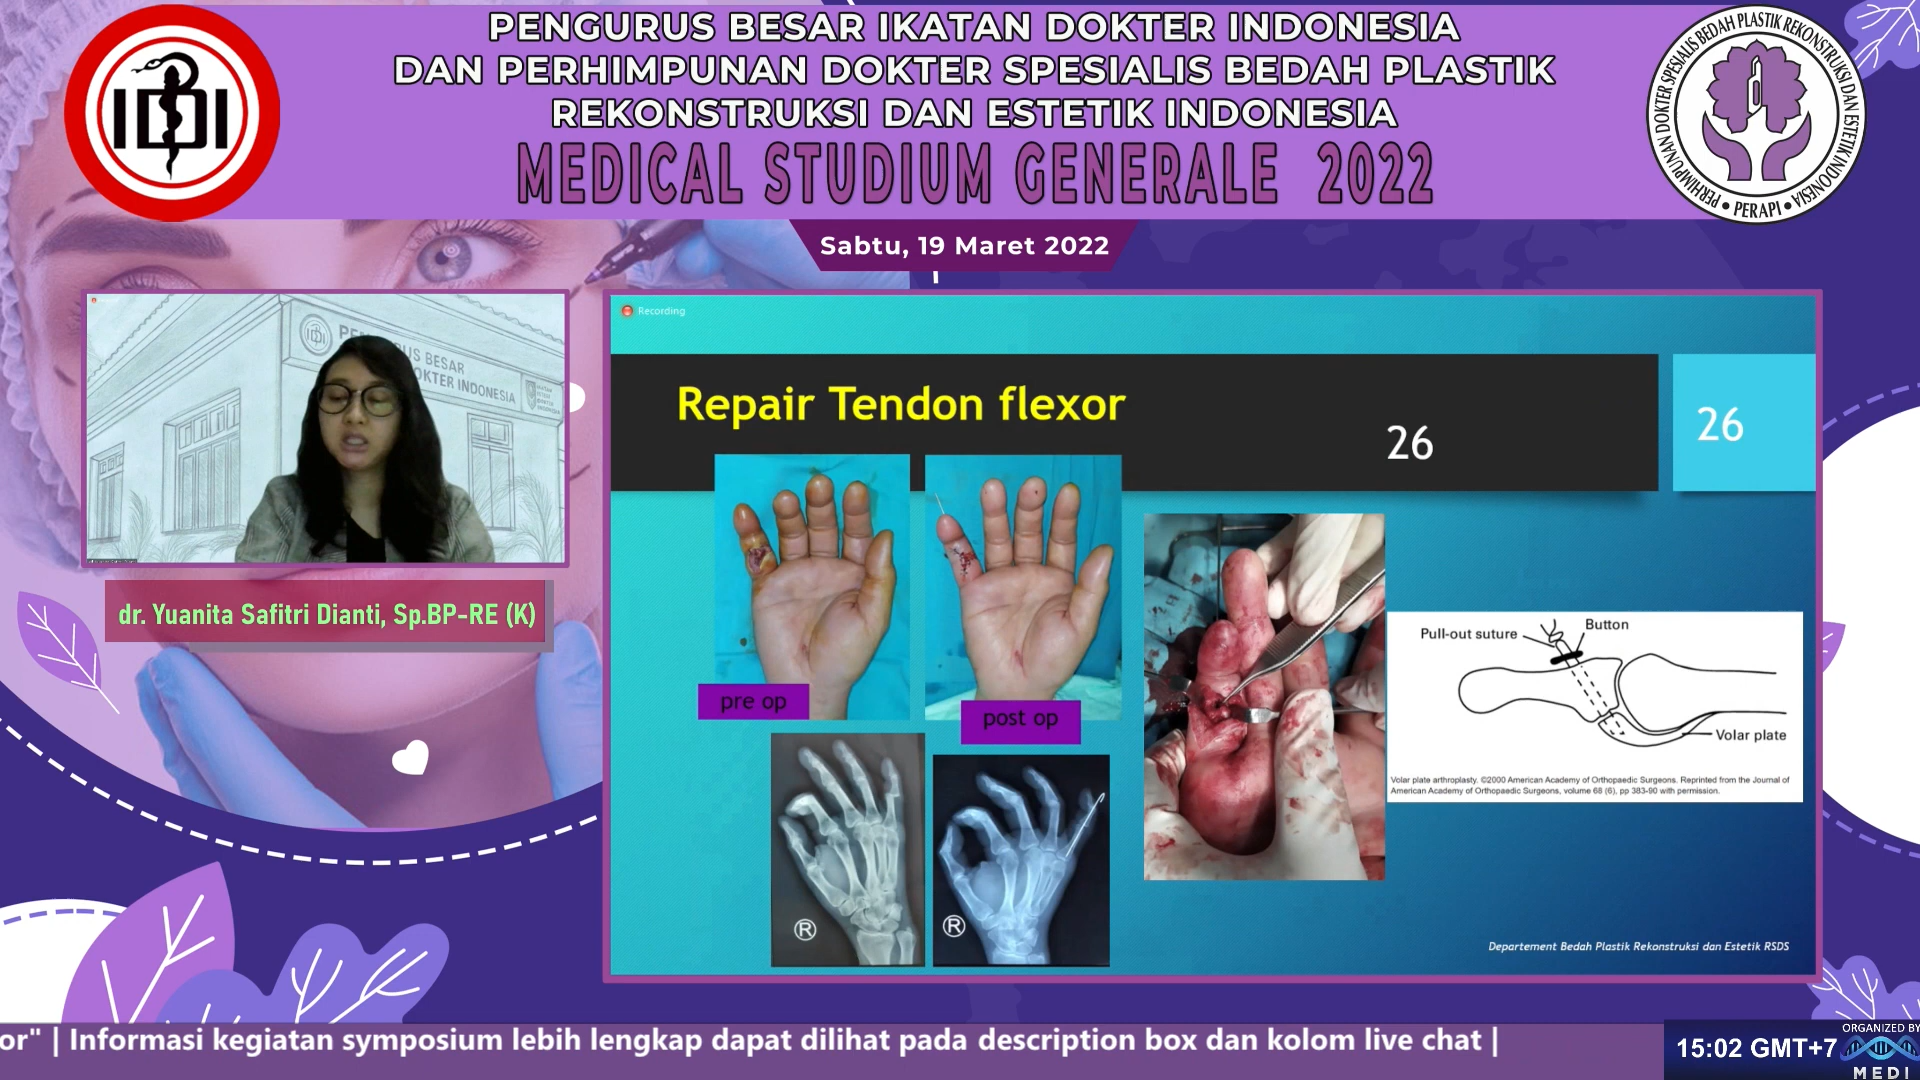 PENGURUS BESAR IKATAN DOKTER INDONESIA
DAN PERHIMPUNAN DOKTER SPESIALIS BEDAH PLASTIK
REKONSTRUKSI DAN ESTETIK INDONESIA
MEDICAL STUDIUM GENERALE 2022
IDI
PERHIMPUNAN DOKTER SPESIALIS BEDAH PLASTIK REKONSTRUKSI DAN ESTETIK INDONESIA
• PERAPI •
Sabtu, 19 Maret 2022
US BESAR
OKTER INDONESIA
dr. Yuanita Safitri Dianti, Sp.BP-RE (K)
Recording
Repair Tendon flexor
26
26
pre op
post op
R
R
Pull-out suture
Button
Volar plate
Volar plate arthroplasty. ©2000 American Academy of Orthopaedic Surgeons. Reprinted from the Journal of
American Academy of Orthopaedic Surgeons, volume 68 (6), pp 383-90 with permission.
Departement Bedah Plastik Rekonstruksi dan Estetik RSDS
or" | Informasi kegiatan symposium lebih lengkap dapat dilihat pada description box dan kolom live chat |
15:02 GMT+7
ORGANIZED BY
MEDI